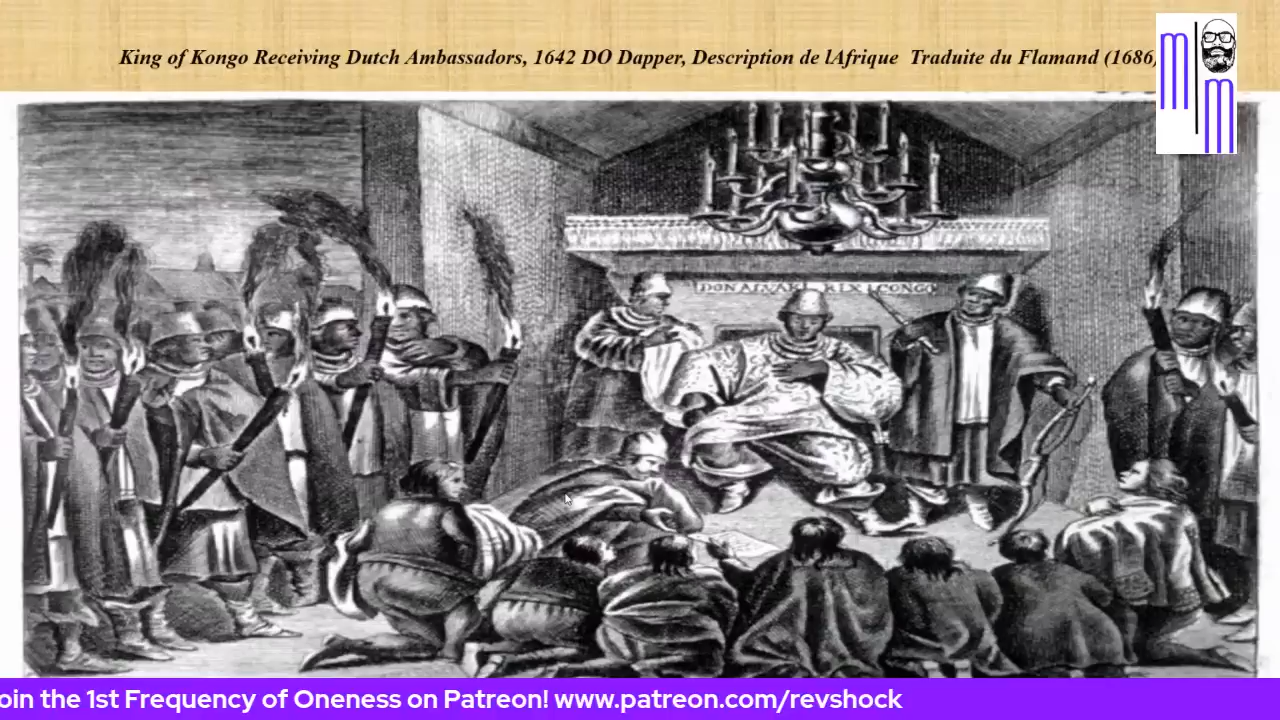 King of Kongo Receiving Dutch Ambassadors, 1642 DO Dapper, Description de lAfrique Traduite du Flamand (1686)
m
m
DON ALVAR REX CONGO
oin the 1st Frequency of Oneness on Patreon! www.patreon.com/revshock